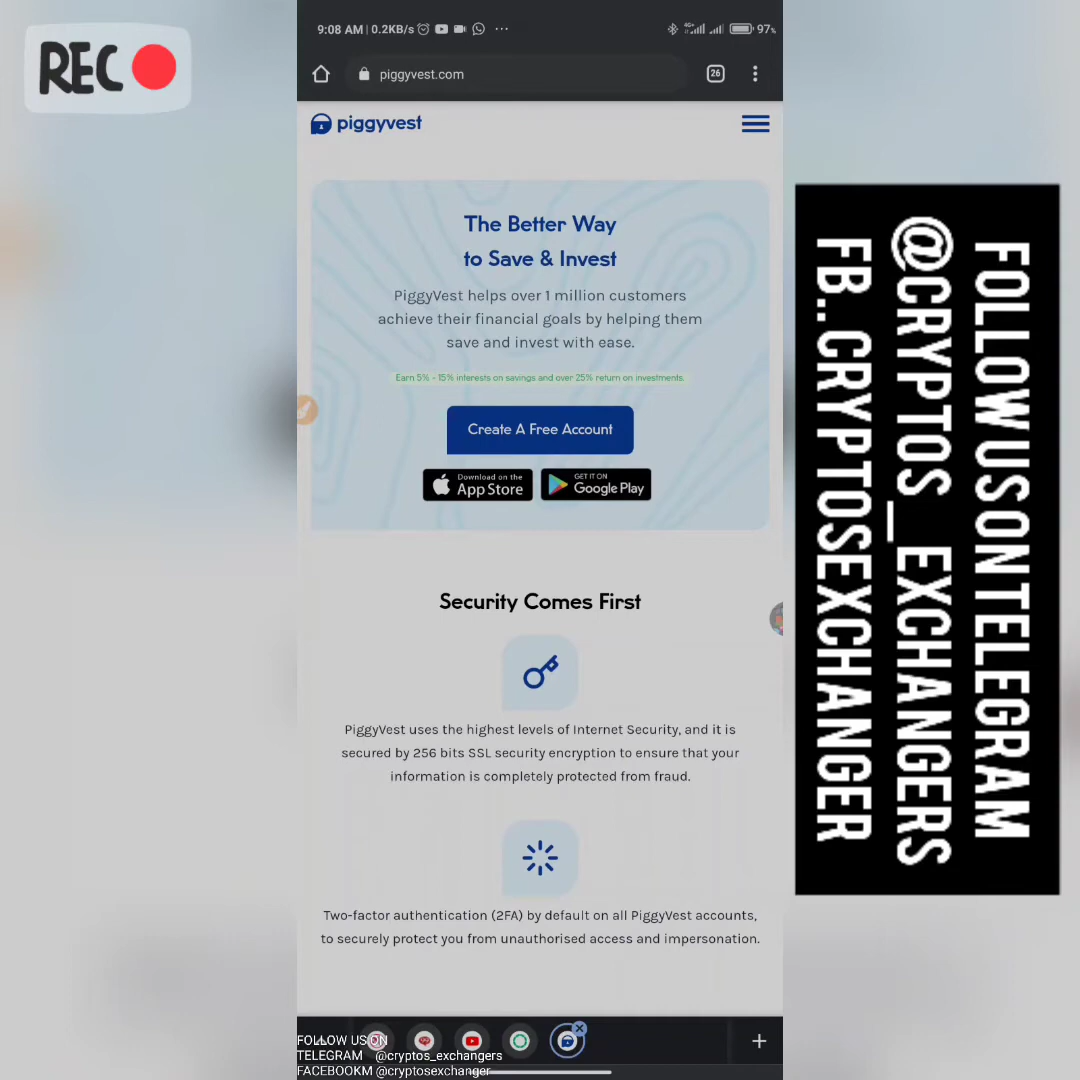 REC
9:08 AM | 0.2KB/s
4G+
97%
piggyvest.com
26
piggyvest
The Better Way
to Save & Invest
PiggyVest helps over 1 million customers
achieve their financial goals by helping them
save and invest with ease.
Earn 5% - 15% interests on savings and over 25% return on investments.
Create A Free Account
Download on the
App Store
GET IT ON
Google Play
Security Comes First
PiggyVest uses the highest levels of Internet Security, and it is
secured by 256 bits SSL security encryption to ensure that your
information is completely protected from fraud.
Two-factor authentication (2FA) by default on all PiggyVest accounts,
to securely protect you from unauthorised access and impersonation.
FOLLOW US ON
TELEGRAM @cryptos_exchangers
FACEBOOKM @cryptosexchanger
FOLLOW US ON TELEGRAM
@CRYPTOS_EXCHANGERS
FB.. CRYPTOSEXCHANGER